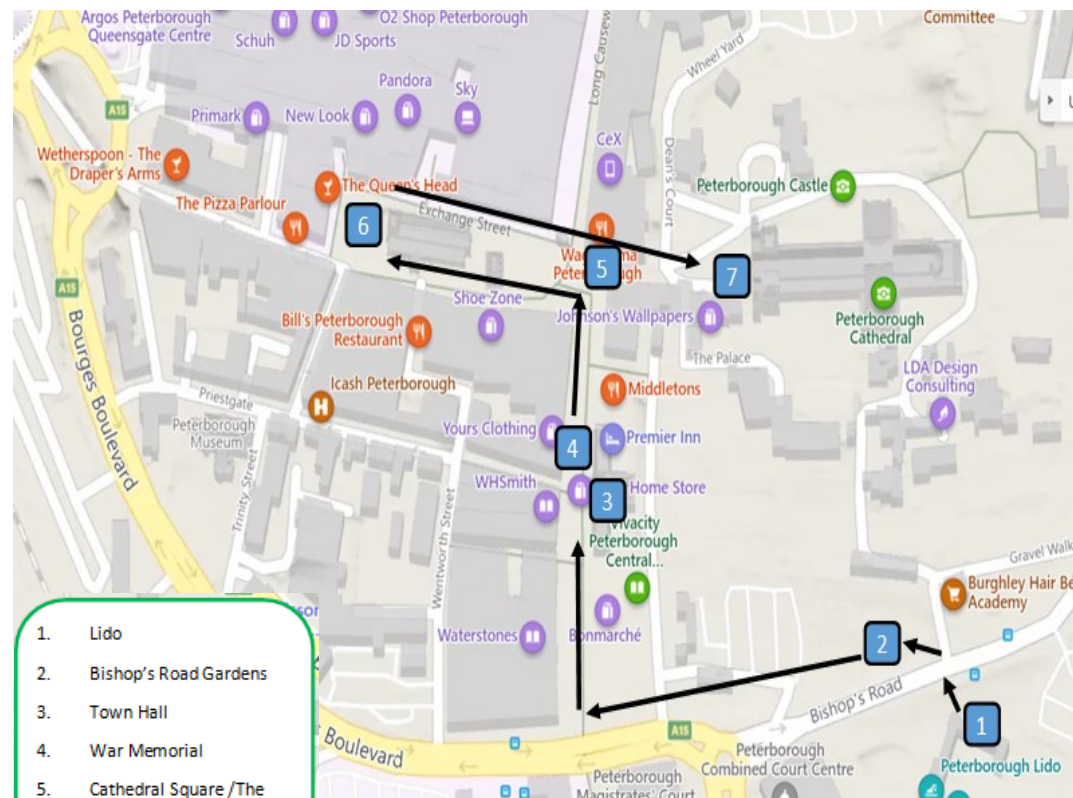 Argos Peterborough
Queensgate Centre
Schuh
JD Sports
O2 Shop Peterborough
Long Causew
Wheel Yard
Committee
A15
Primark
New Look
Pandora
Sky
CeX
Dean's Court
Wetherspoon - The
Draper's Arms
The Queen's Head
The Pizza Parlour
Exchange Street
Peterborough Castle
6
5
7
A15
Bourges Boulevard
Shoe Zone
Bill's Peterborough
Restaurant
Johnson's Wallpapers
Peterborough
Cathedral
The Palace
LDA Design
Consulting
Icash Peterborough
Priestgate
Peterborough
Museum
Trinity Street
Middletons
Yours Clothing
4
Premier Inn
WHSmith
3
Home Store
Wentworth Street
Vivacity
Peterborough
Central...
Gravel Walk
Burghley Hair Be
Academy
Waterstones
Bonmarché
2
Bishop's Road
1
A15
Boulevard
Peterborough
Combined Court Centre
Peterborough Lido
Peterborough
Magistrates' Court
1. Lido
2. Bishop's Road Gardens
3. Town Hall
4. War Memorial
5. Cathedral Square /The